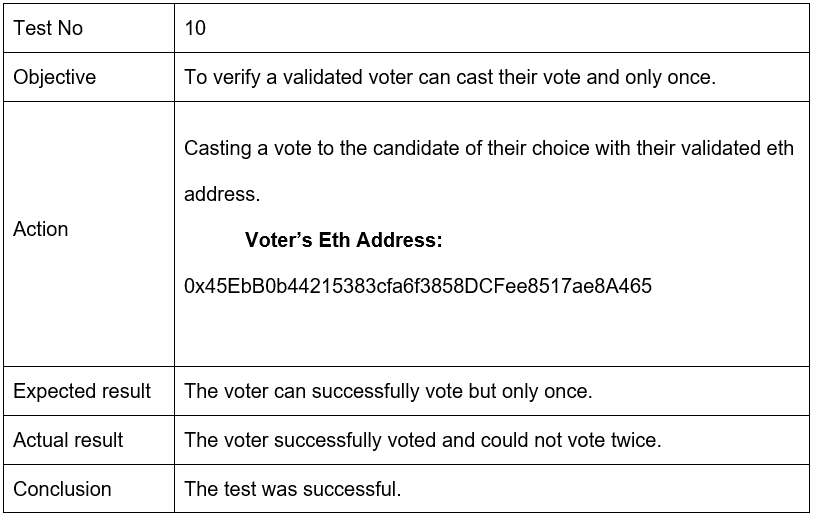 Test No 10
Objective To verify a validated voter can cast their vote and only once.
Casting a vote to the candidate of their choice with their validated eth
address.
Action
Voter’s Eth Address:
0x45EbB0b44215383cfa6f3858DCFee8517ae8A465
Expected result The voter can successfully vote but only once.
Actual result The voter successfully voted and could not vote twice.
Conclusion The test was successful.